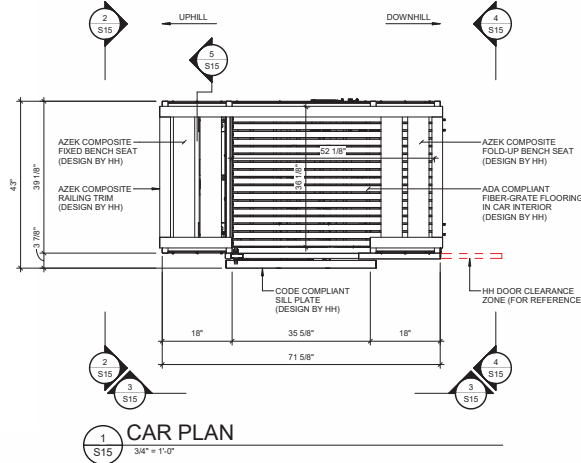 2
S15
UPHILL
DOWNHILL
4
S15
5
S15
AZEK COMPOSITE
FIXED BENCH SEAT
(DESIGN BY HH)
AZEK COMPOSITE
RAILING TRIM
(DESIGN BY HH)
43"
39 1/8"
3 7/8"
52 1/8"
36 1/8"
AZEK COMPOSITE
FOLD-UP BENCH SEAT
(DESIGN BY HH)
ADA COMPLIANT
FIBER-GRATE FLOORING
IN CAR INTERIOR
(DESIGN BY HH)
CODE COMPLIANT
SILL PLATE
(DESIGN BY HH)
HH DOOR CLEARANCE
ZONE (FOR REFERENCE
18"
35 5/8"
18"
71 5/8"
2
S15
3
S15
4
S15
3
S15
1
S15
CAR PLAN
3/4" = 1'-0"